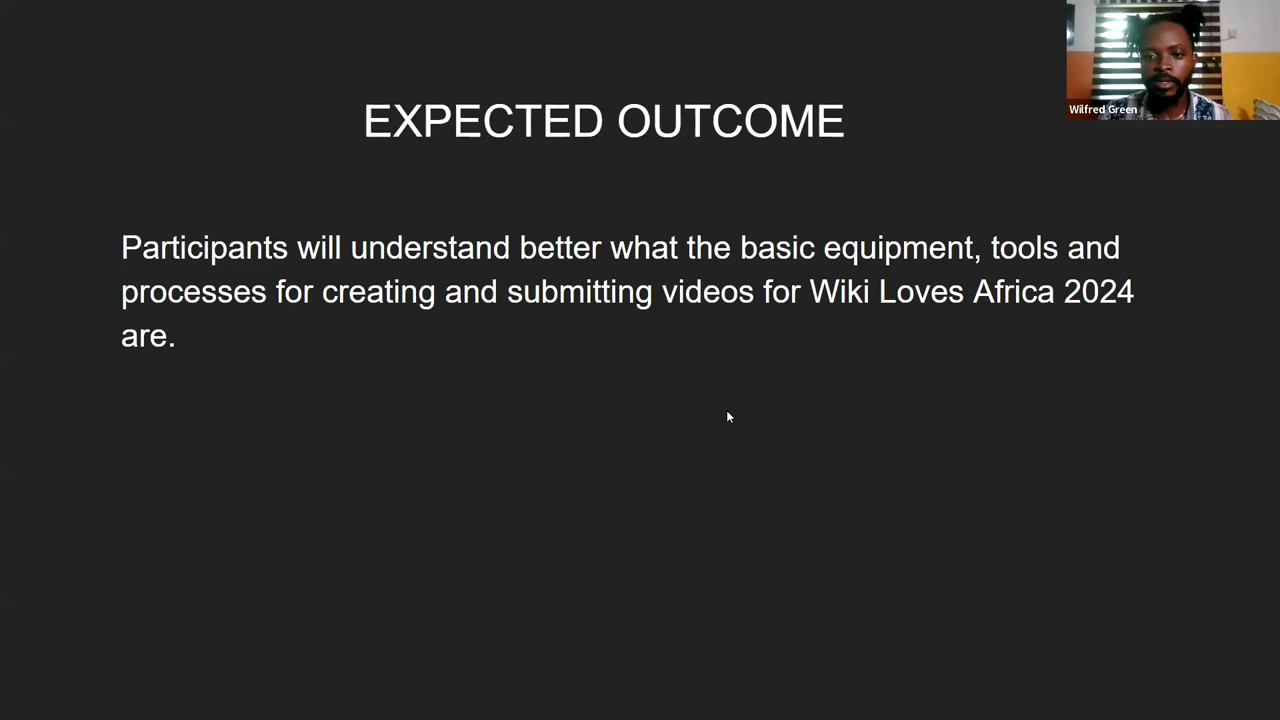 EXPECTED OUTCOME
Wilfred Green
Participants will understand better what the basic equipment, tools and
processes for creating and submitting videos for Wiki Loves Africa 2024
are.